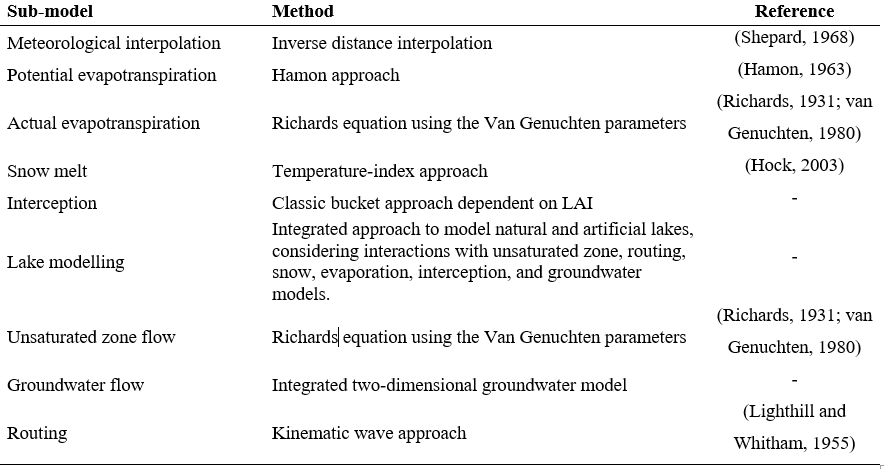 Sub-model Method Reference
Meteorological interpolation Inverse distance interpolation (Shepard, 1968)
Potential evapotranspiration Hamon approach (Hamon, 1963)
Actual evapotranspiration Richards equation using the Van Genuchten parameters (Richards, 1931; van
Genuchten, 1980)
Snow melt Temperature-index approach (Hock, 2003)
Interception Classic bucket approach dependent on LAI -
Lake modelling Integrated approach to model natural and artificial lakes,
considering interactions with unsaturated zone, routing,
snow, evaporation, interception, and groundwater
models. -
Unsaturated zone flow Richards equation using the Van Genuchten parameters (Richards, 1931; van
Genuchten, 1980)
Groundwater flow Integrated two-dimensional groundwater model -
Routing Kinematic wave approach (Lighthill and
Whitham, 1955)